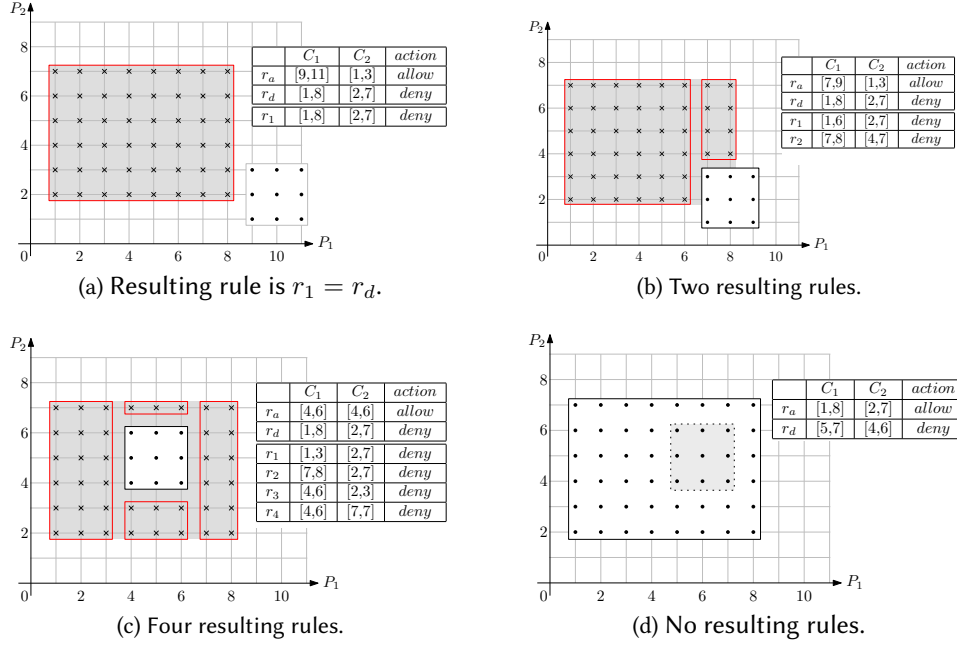 P₂
8
6
4
2
0
2
4
6
8
10
P₁
C₁ C₂ action
rₐ [9,11] [1,3] allow
r_d [1,8] [2,7] deny
r₁ [1,8] [2,7] deny
(a) Resulting rule is r₁ = r_d.
P₂
8
6
4
2
0
2
4
6
8
10
P₁
C₁ C₂ action
rₐ [7,9] [1,3] allow
r_d [1,8] [2,7] deny
r₁ [1,6] [2,7] deny
r₂ [7,8] [4,7] deny
(b) Two resulting rules.
P₂
8
6
4
2
0
2
4
6
8
10
P₁
C₁ C₂ action
rₐ [4,6] [4,6] allow
r_d [1,8] [2,7] deny
r₁ [1,3] [2,7] deny
r₂ [7,8] [2,7] deny
r₃ [4,6] [2,3] deny
r₄ [4,6] [7,7] deny
(c) Four resulting rules.
P₂
8
6
4
2
0
2
4
6
8
10
P₁
C₁ C₂ action
rₐ [1,8] [2,7] allow
r_d [5,7] [4,6] deny
(d) No resulting rules.